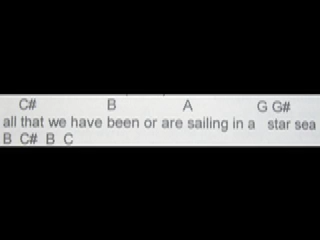 C# B A G G#
all that we have been or are sailing in a star sea
B C# B C